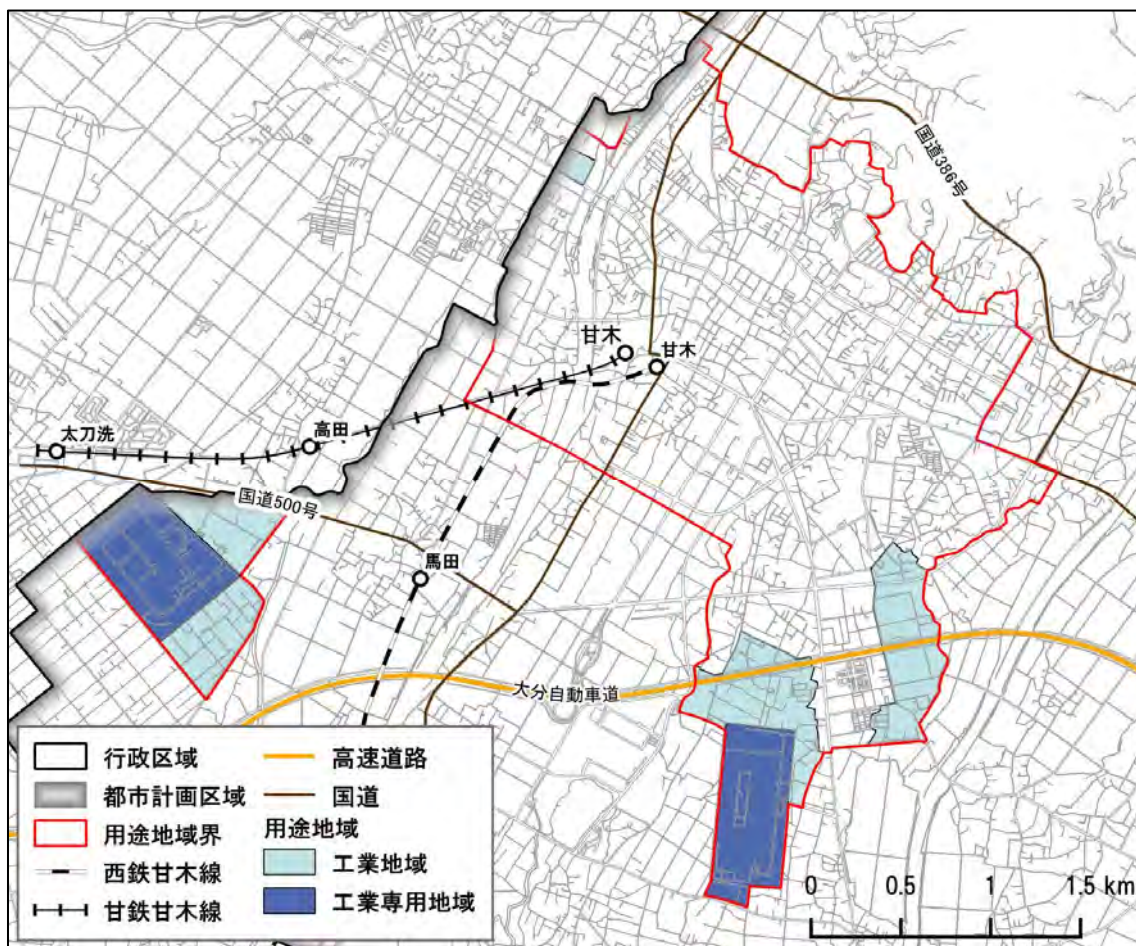 国道386号
甘木
甘木
太刀洗
高田
国道500号
馬田
大分自動車道
行政区域
都市計画区域
用途地域界
西鉄甘木線
甘鉄甘木線
高速道路
国道
用途地域
工業地域
工業専用地域
0 0.5 1 1.5 km